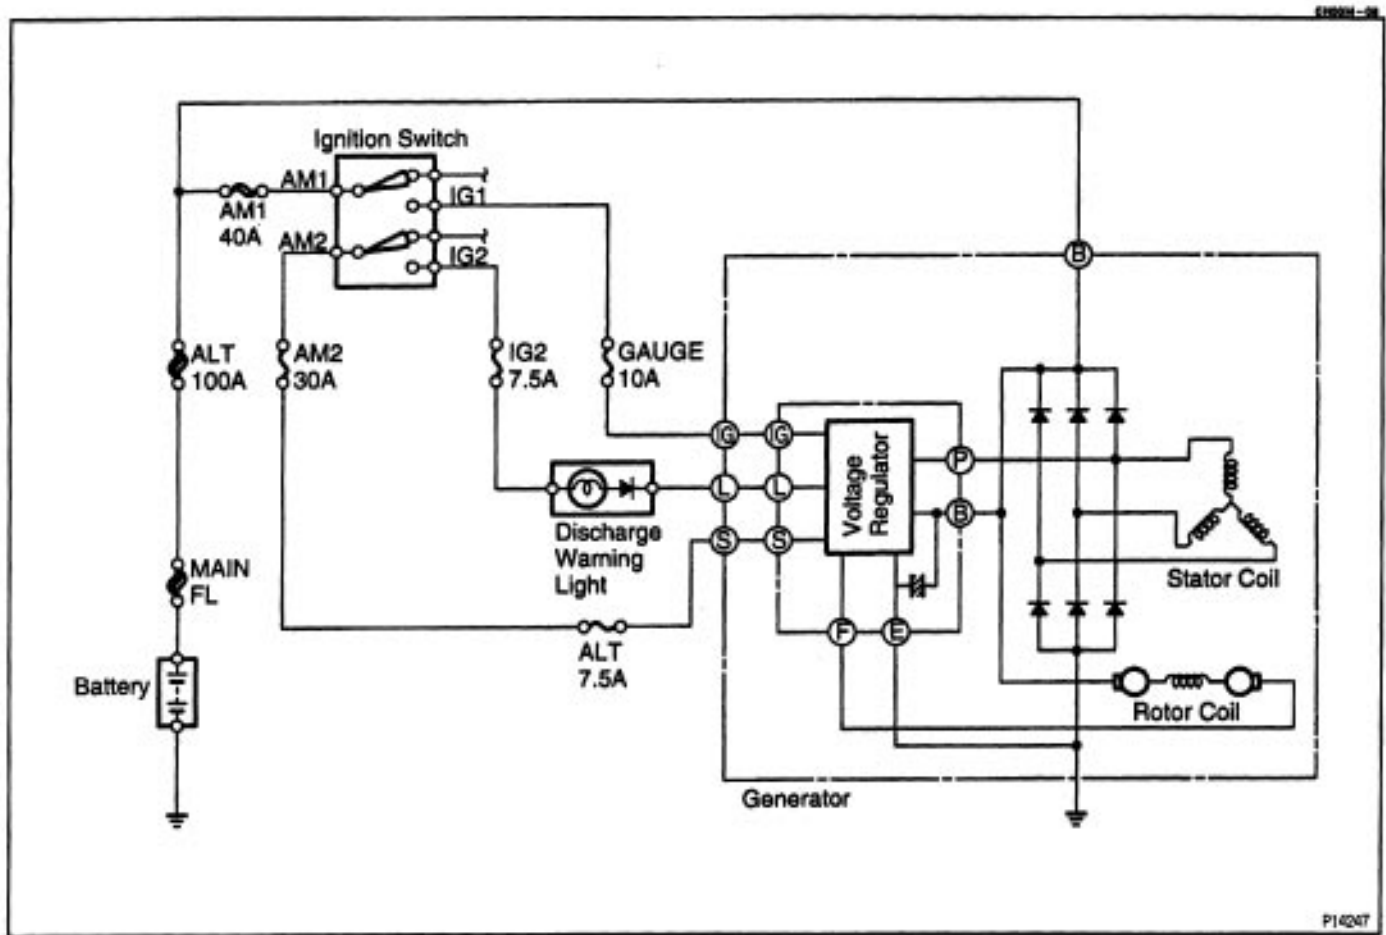 Ignition Switch
AM1
IG1
AM1
40A
AM2
IG2
B
ALT
100A
AM2
30A
IG2
7.5A
GAUGE
10A
IG
IG
Voltage
Regulator
P
L
L
B
S
S
Discharge
Warning
Light
Stator Coil
MAIN
FL
F
E
ALT
7.5A
Battery
Rotor Coil
Generator
P14247